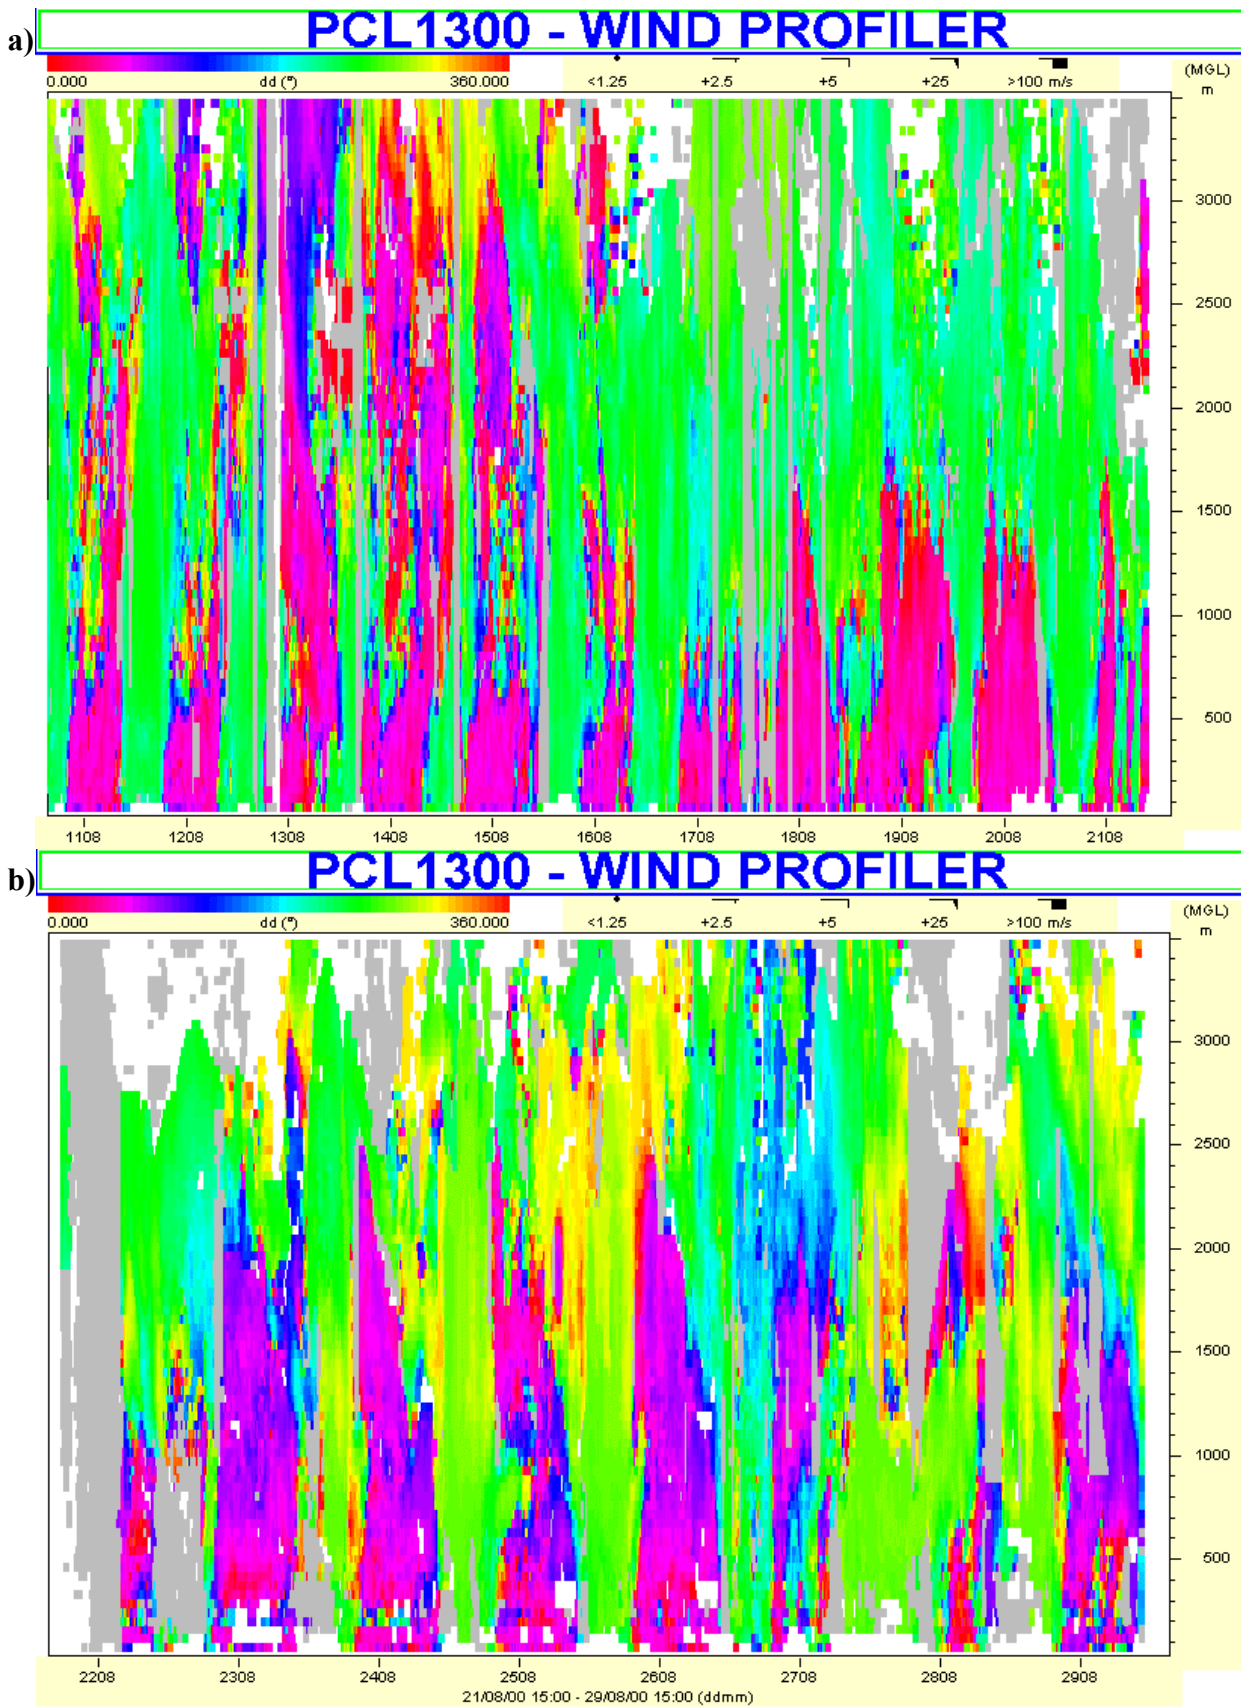 a)
PCL1300 - WIND PROFILER
0.000 dd (°) 360.000 <1.25 +2.5 +5 +25 >100 m/s
(MGL)
m
3000
2500
2000
1500
1000
500
1108 1208 1308 1408 1508 1608 1708 1808 1908 2008 2108
b)
PCL1300 - WIND PROFILER
0.000 dd (°) 360.000 <1.25 +2.5 +5 +25 >100 m/s
(MGL)
m
3000
2500
2000
1500
1000
500
2208 2308 2408 2508 2608 2708 2808 2908
21/08/00 15:00 - 29/08/00 15:00 (ddmm)